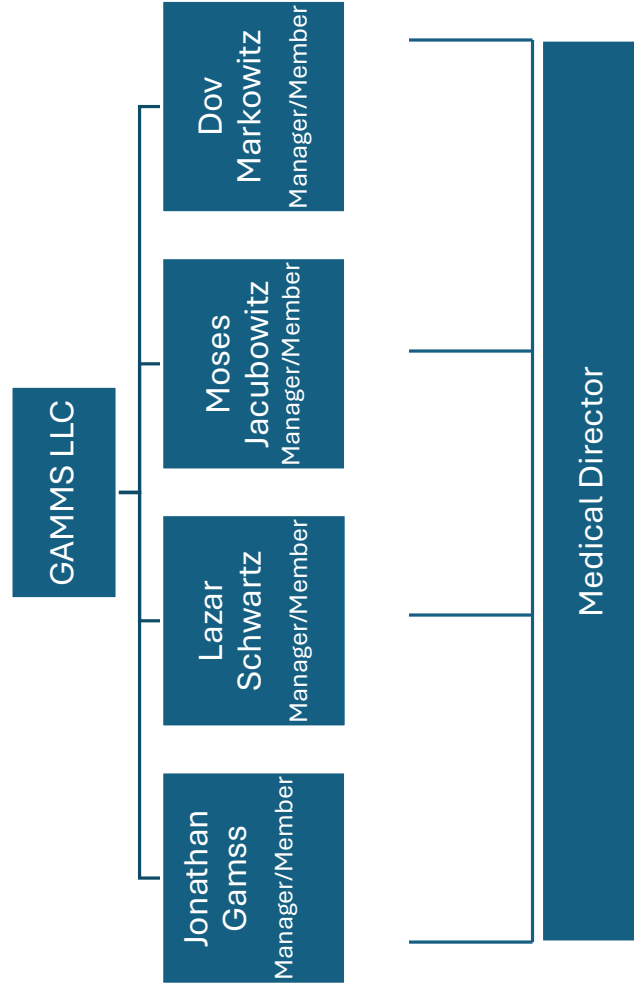 GAMMS LLC
Jonathan
Gamss
Manager/Member
Lazar
Schwartz
Manager/Member
Moses
Jacubowitz
Manager/Member
Dov
Markowitz
Manager/Member
Medical Director